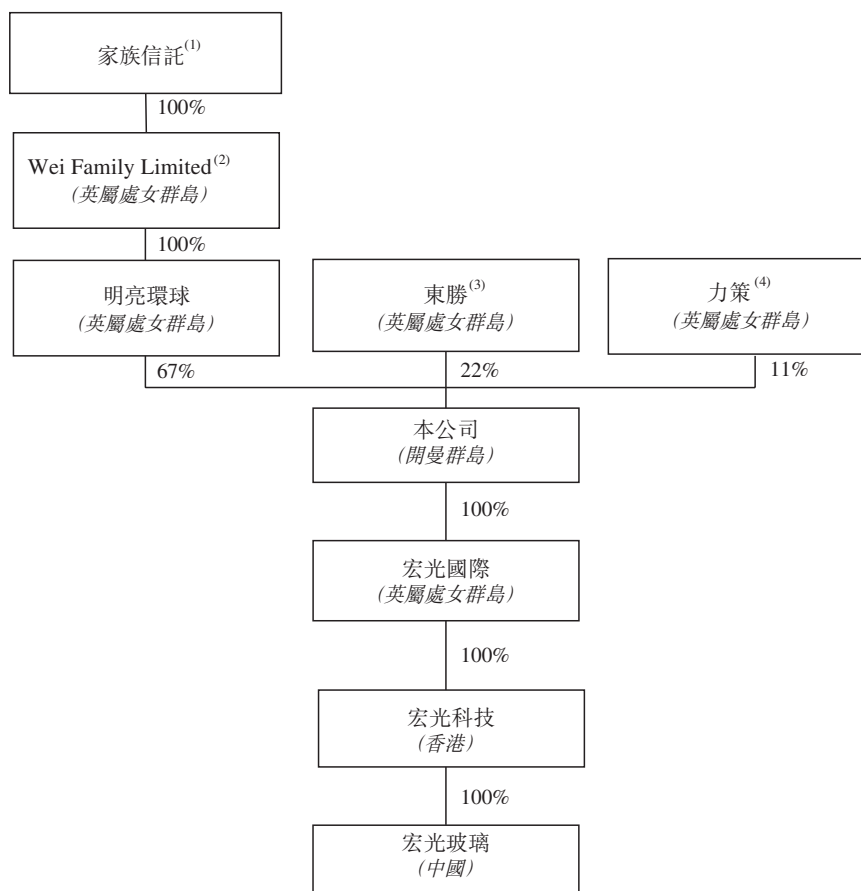 家族信託(1)
100%
Wei Family Limited(2)
(英屬處女群島)
100%
明亮環球
(英屬處女群島)
東勝(3)
(英屬處女群島)
力策(4)
(英屬處女群島)
67%
22%
11%
本公司
(開曼群島)
100%
宏光國際
(英屬處女群島)
100%
宏光科技
(香港)
100%
宏光玻璃
(中國)